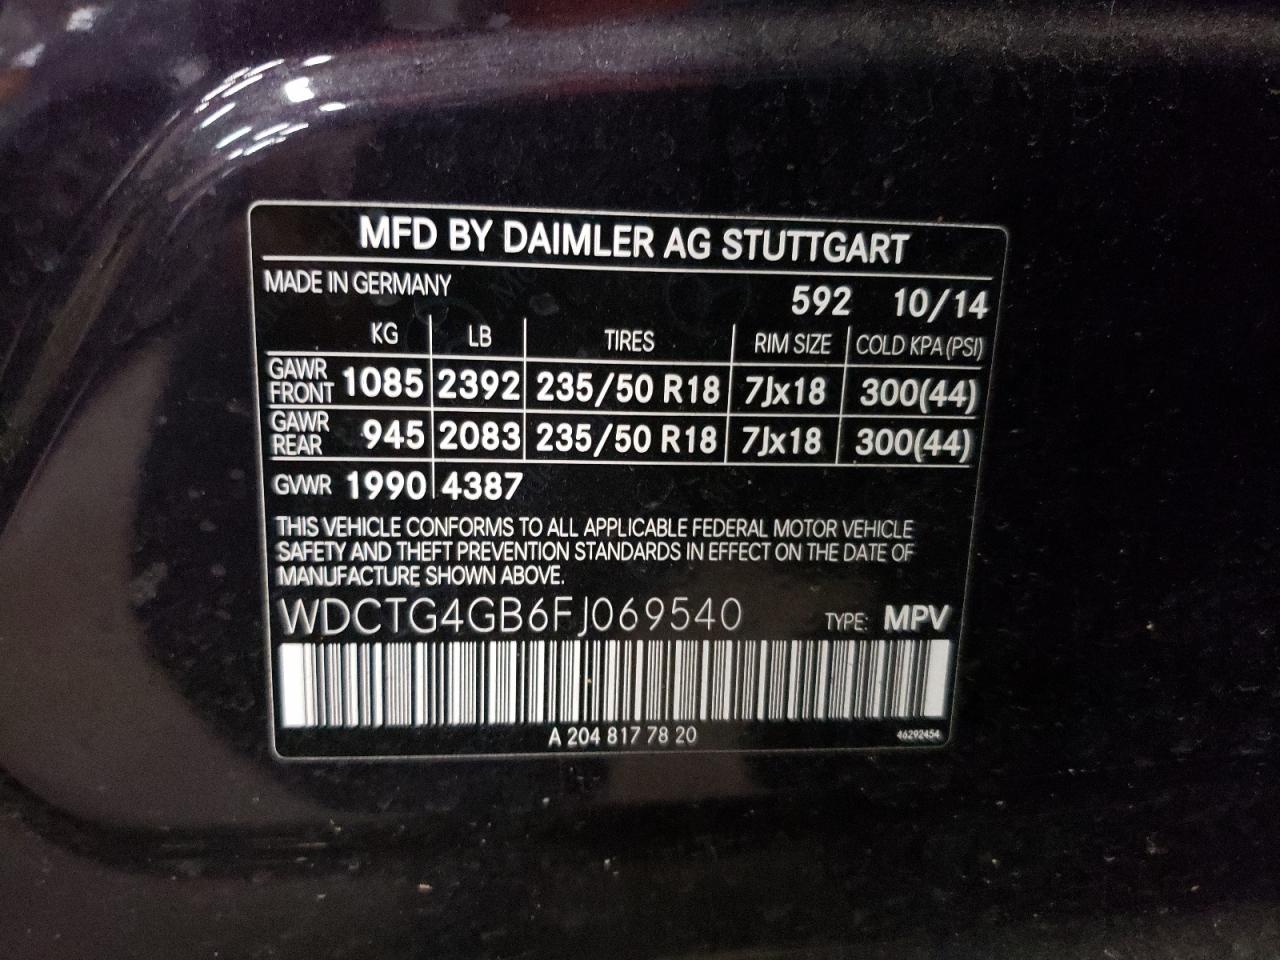 MFD BY DAIMLER AG STUTTGART
MADE IN GERMANY
592 10/14
KG LB TIRES RIM SIZE COLD KPA (PSI)
GAWR FRONT 1085 2392 235/50 R18 7Jx18 300(44)
GAWR REAR 945 2083 235/50 R18 7Jx18 300(44)
GVWR 1990 4387
THIS VEHICLE CONFORMS TO ALL APPLICABLE FEDERAL MOTOR VEHICLE
SAFETY AND THEFT PREVENTION STANDARDS IN EFFECT ON THE DATE OF
MANUFACTURE SHOWN ABOVE.
WDCTG4GB6FJ069540 TYPE: MPV
A 204 817 78 20
46292454